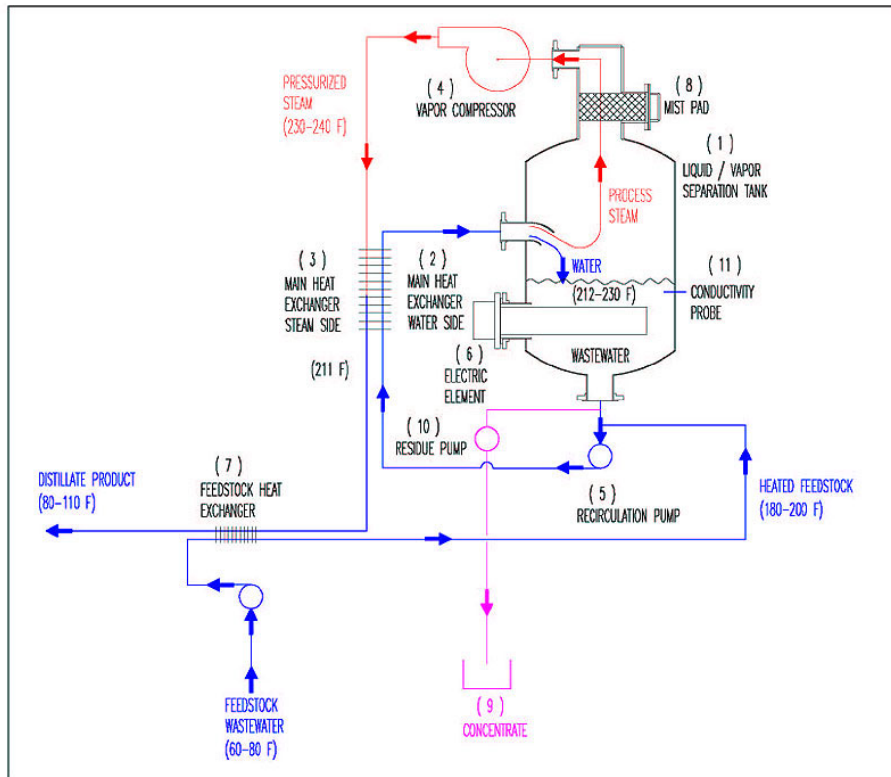 PRESSURIZED
STEAM
(230-240 F)
( 4 )
VAPOR COMPRESSOR
( 8 )
MIST PAD
( 1 )
LIQUID / VAPOR
SEPARATION TANK
PROCESS
STEAM
( 3 )
MAIN HEAT
EXCHANGER
STEAM SIDE
( 2 )
MAIN HEAT
EXCHANGER
WATER SIDE
WATER
(212-230 F)
( 11 )
CONDUCTIVITY
PROBE
(211 F)
( 6 )
ELECTRIC
ELEMENT
WASTEWATER
( 10 )
RESIDUE PUMP
DISTILLATE PRODUCT
(80-110 F)
( 7 )
FEEDSTOCK HEAT
EXCHANGER
( 5 )
RECIRCULATION PUMP
HEATED FEEDSTOCK
(180-200 F)
FEEDSTOCK
WASTEWATER
(60-80 F)
( 9 )
CONCENTRATE